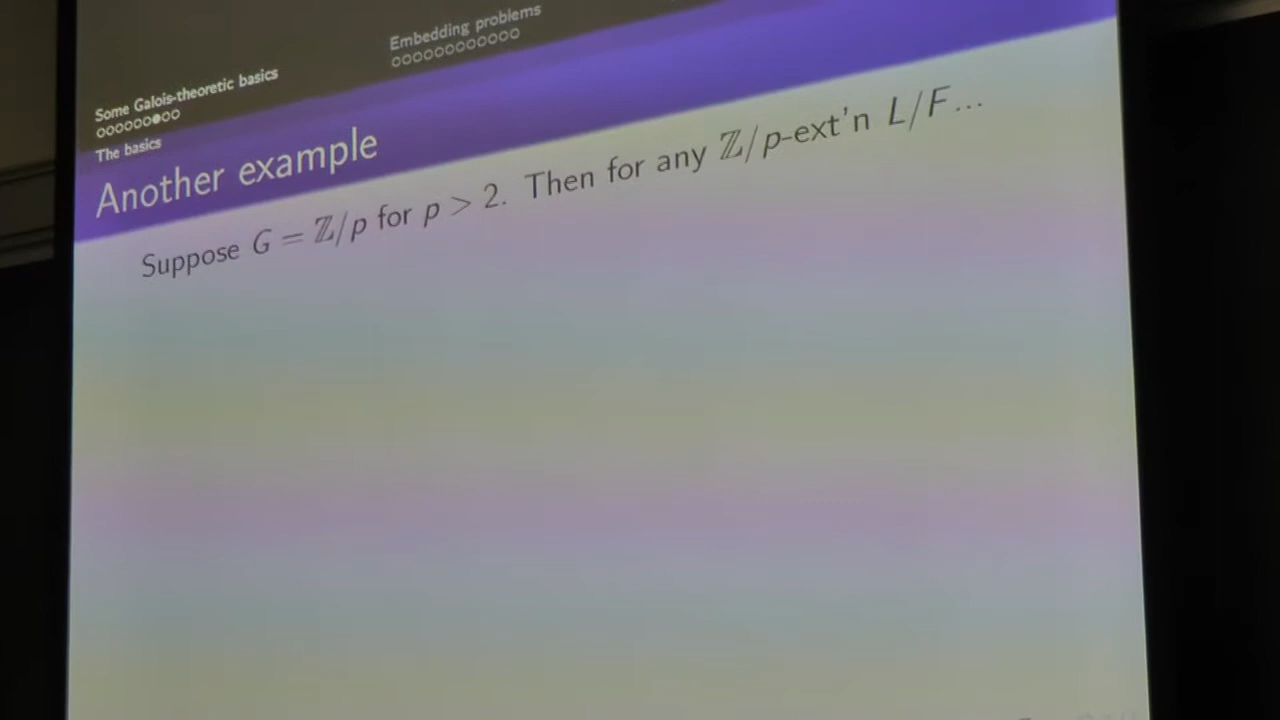 Some Galois-theoretic basics
Embedding problems
The basics
Another example
Suppose G = ℤ/p for p > 2. Then for any ℤ/p-ext'n L/F...